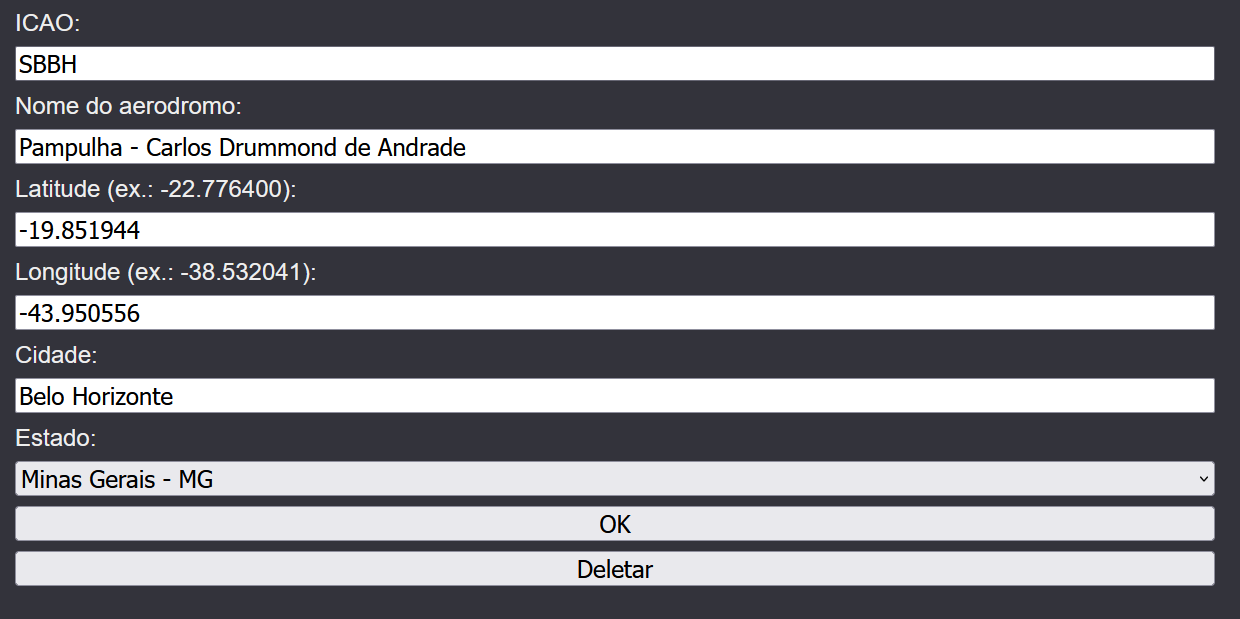 ICAO:
SBBH
Nome do aerodromo:
Pampulha - Carlos Drummond de Andrade
Latitude (ex.: -22.776400):
-19.851944
Longitude (ex.: -38.532041):
-43.950556
Cidade:
Belo Horizonte
Estado:
Minas Gerais - MG
OK
Deletar